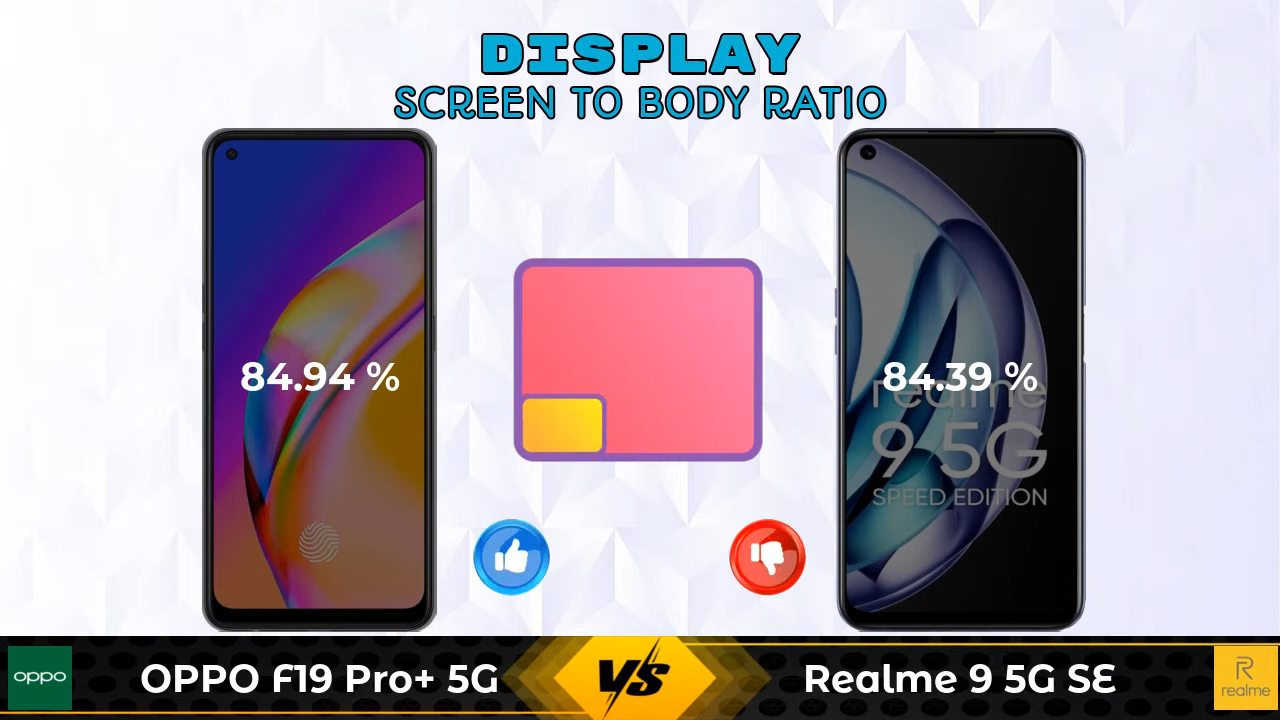 DISPLAY
SCREEN TO BODY RATIO
84.94 %
84.39 %
realme
9 5G
SPEED EDITION
oppo
OPPO F19 Pro+ 5G
VS
Realme 9 5G SE
R
realme